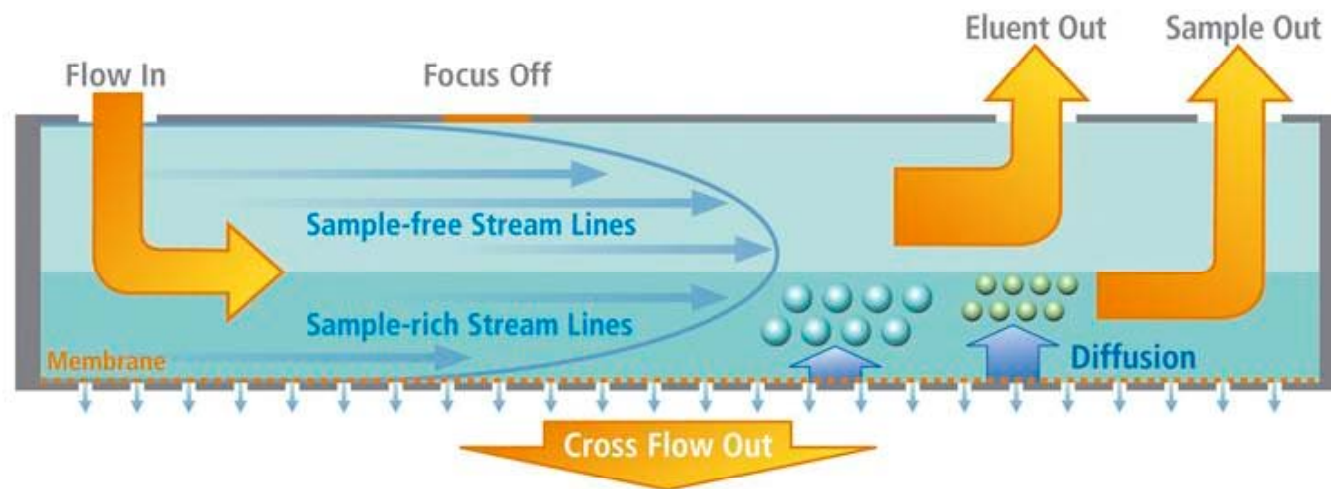 Eluent Out
Sample Out
Flow In
Focus Off
Sample-free Stream Lines
Sample-rich Stream Lines
Membrane
Diffusion
Cross Flow Out